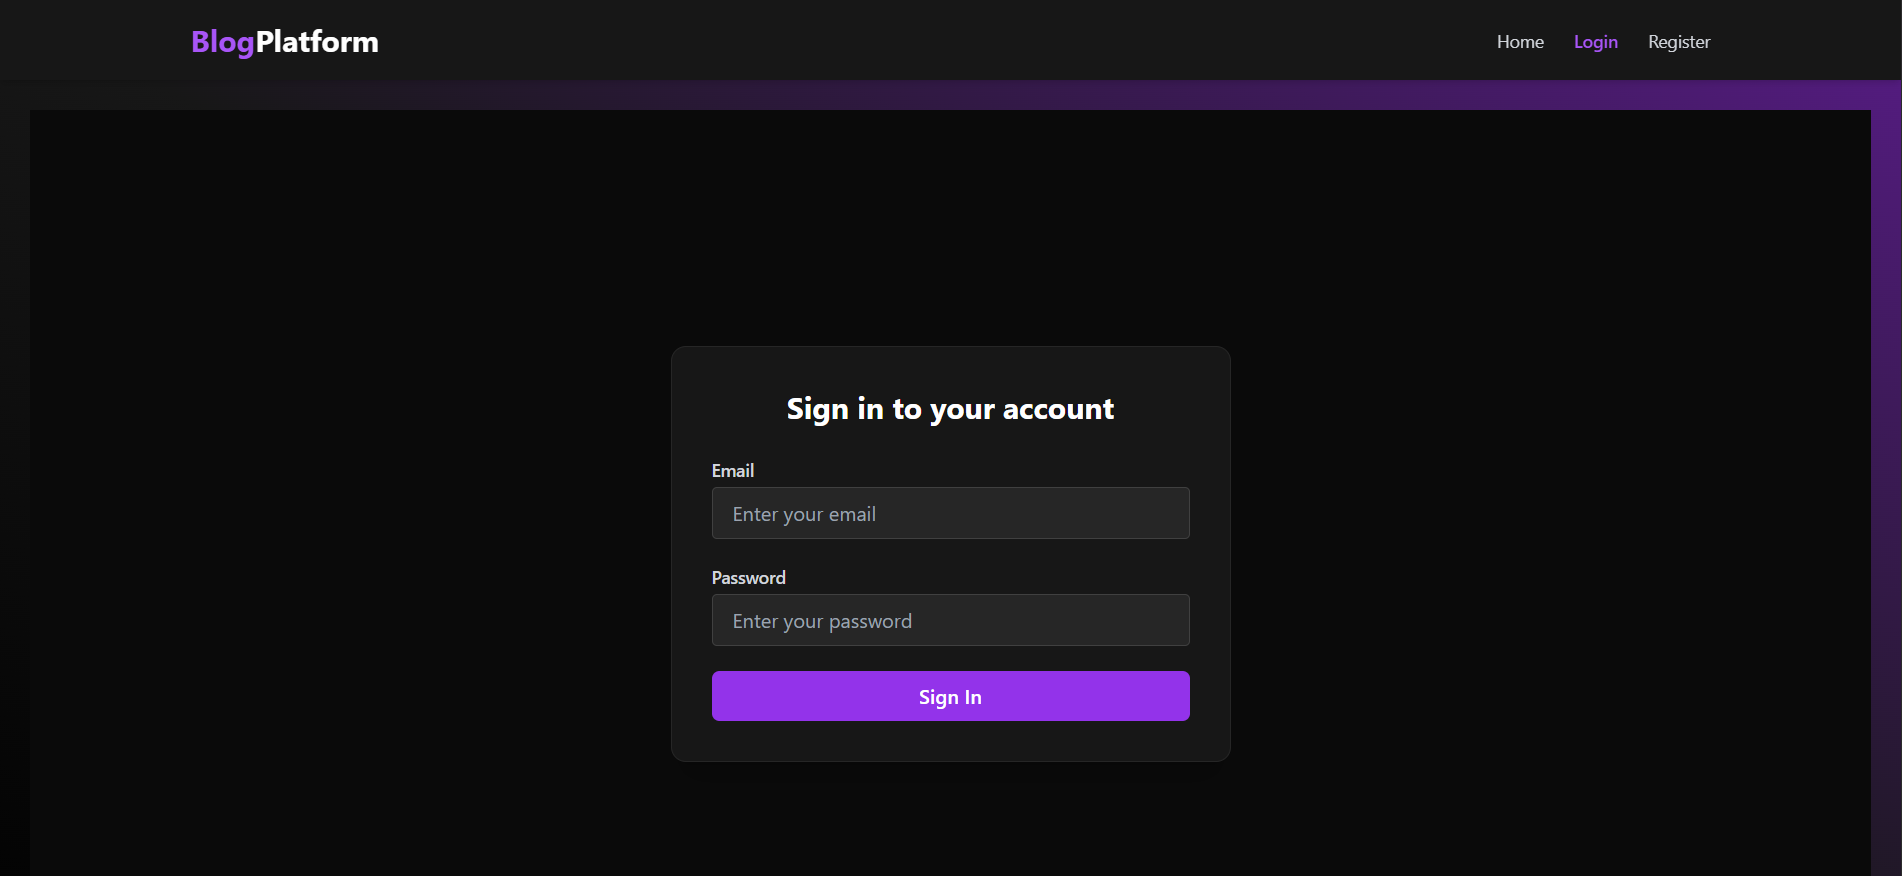 BlogPlatform
Home Login Register
Sign in to your account
Email
Enter your email
Password
Enter your password
Sign In